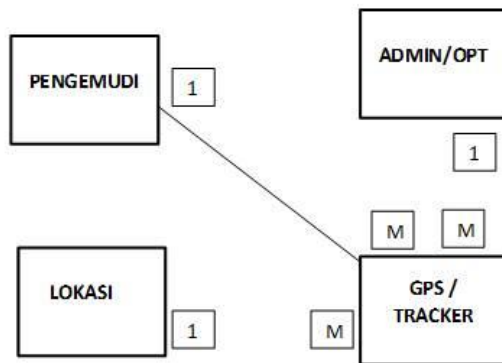 PENGEMUDI
1
ADMIN/OPT
1
M
M
LOKASI
1
M
GPS /
TRACKER